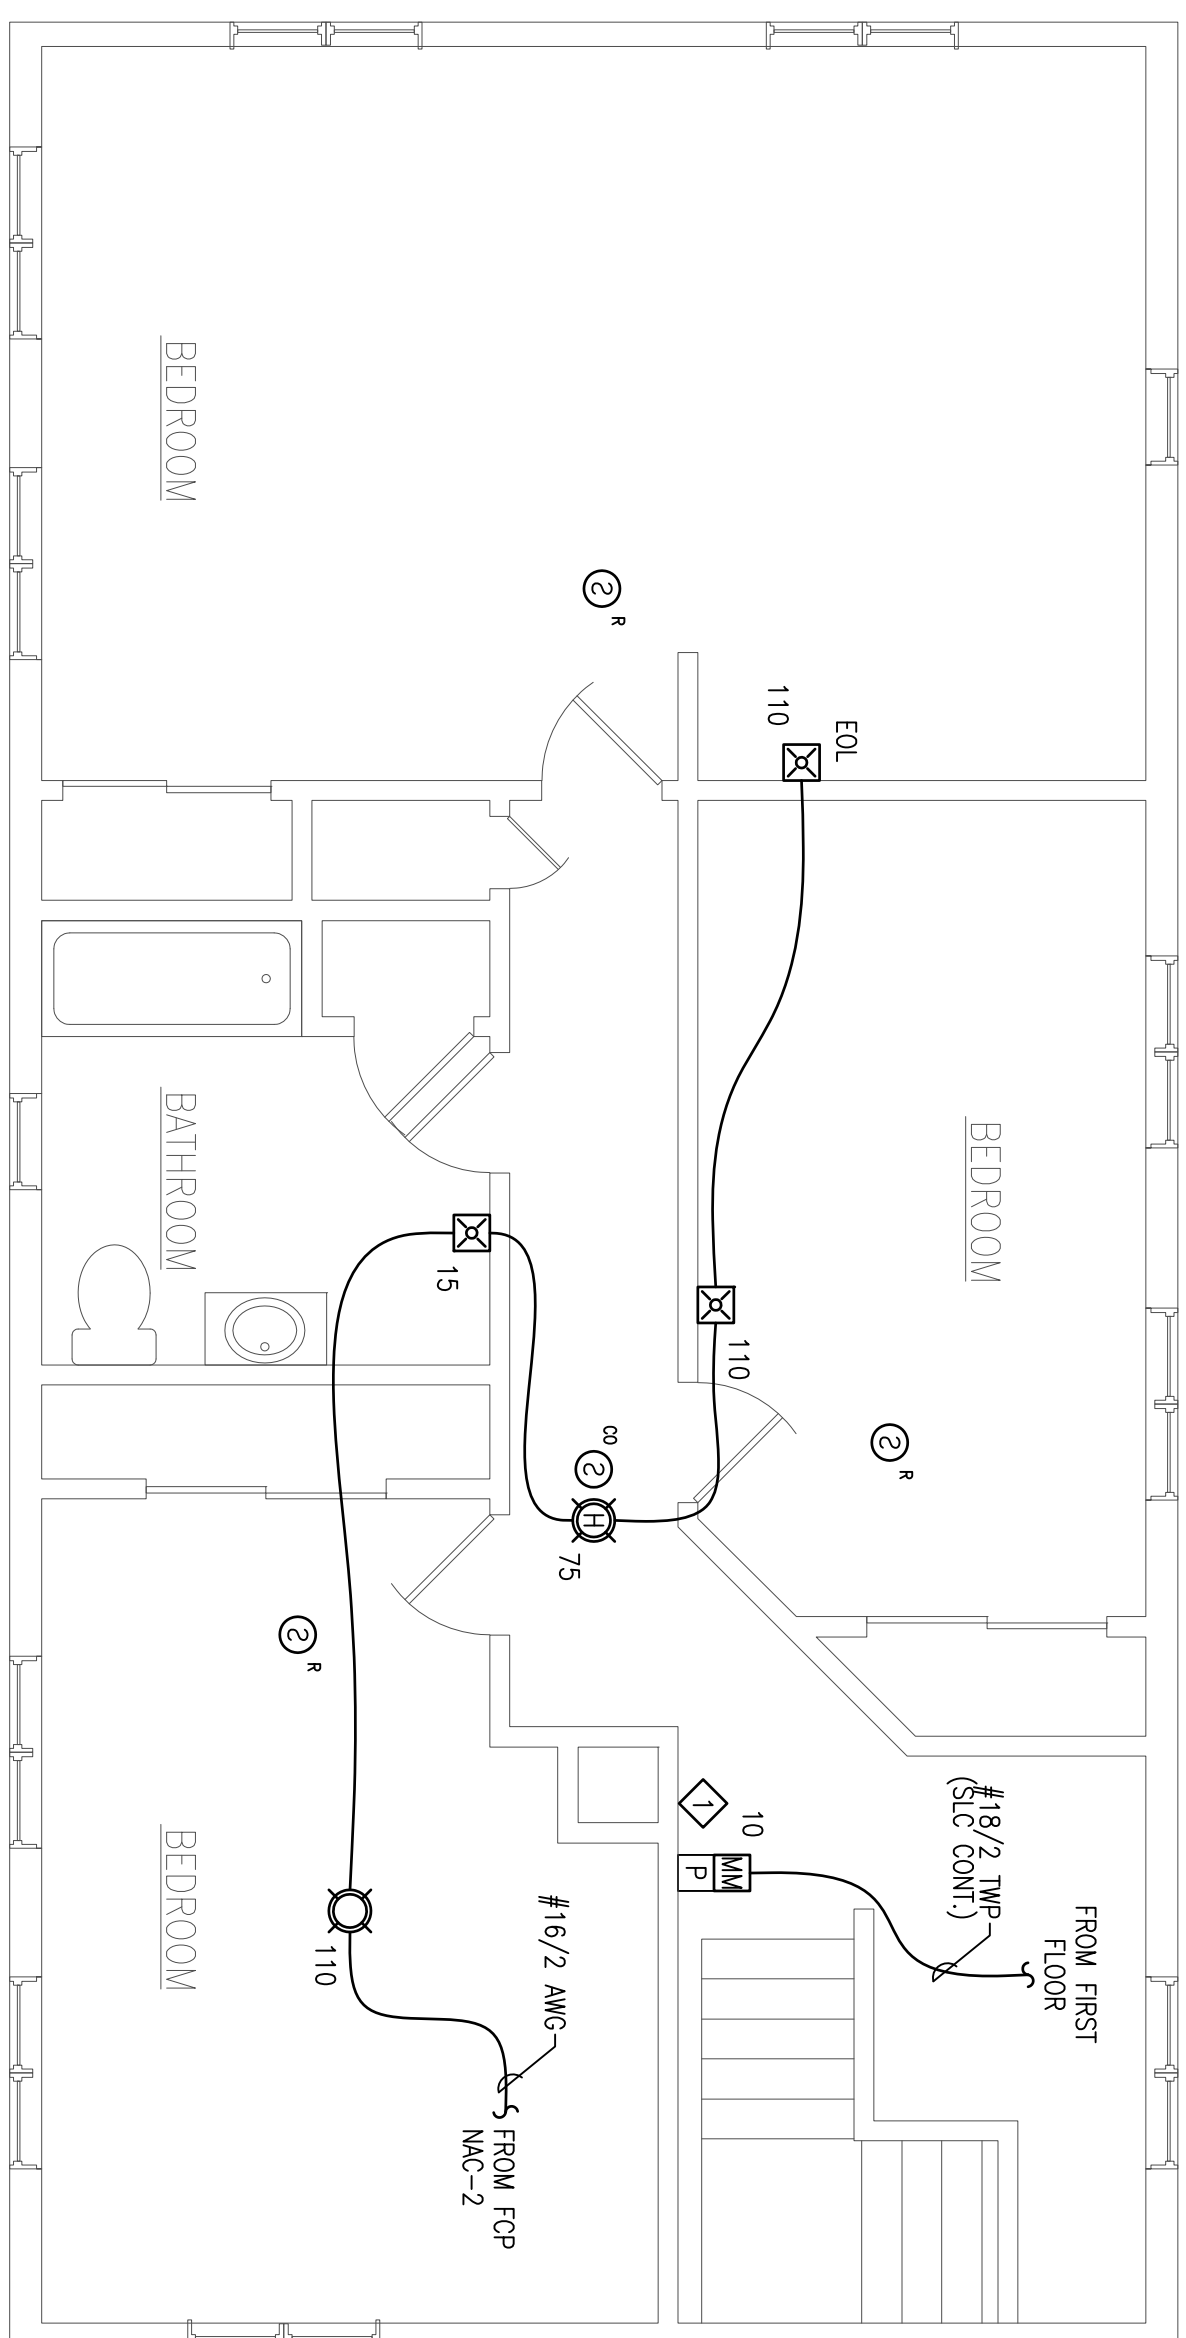 FROM FIRST
FLOOR
#18/2 TWP
(SLC CONT.)
BEDROOM
R
EOL
110
110
10
MM
P
1
R
CO
H
75
#16/2 AWG
FROM FCP
NAC-2
15
R
110
BEDROOM
BATHROOM
BEDROOM